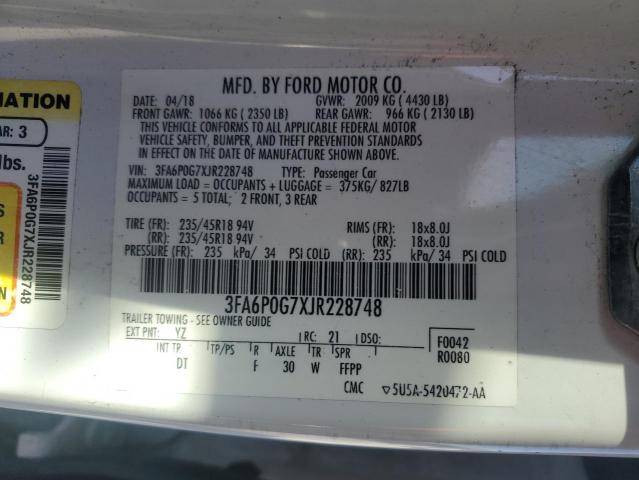 MFD. BY FORD MOTOR CO.
DATE: 04/18 GVWR: 2009 KG ( 4430 LB)
FRONT GAWR: 1066 KG ( 2350 LB) REAR GAWR: 966 KG ( 2130 LB)
THIS VEHICLE CONFORMS TO ALL APPLICABLE FEDERAL MOTOR
VEHICLE SAFETY, BUMPER, AND THEFT PREVENTION STANDARDS
IN EFFECT ON THE DATE OF MANUFACTURE SHOWN ABOVE.
VIN: 3FA6P0G7XJR228748 TYPE: Passenger Car
MAXIMUM LOAD = OCCUPANTS + LUGGAGE = 375KG/ 827LB
OCCUPANTS = 5 TOTAL; 2 FRONT, 3 REAR
TIRE (FR): 235/45R18 94V RIMS (FR): 18x8.0J
(RR): 235/45R18 94V (RR): 18x8.0J
PRESSURE (FR): 235 kPa/ 34 PSI COLD (RR): 235 kPa/ 34 PSI COLD
3FA6P0G7XJR228748
TRAILER TOWING - SEE OWNER GUIDE
EXT PNT: YZ RC: 21 DSO:
F0042
R0080
INT TR TP/PS R AXLE TR SPR
DT F 30 W FFPP
CMC ▽5U5A-5420472-AA
MATION
AR: 3
lbs.
S
R
N
3FA6P0G7XJR228748